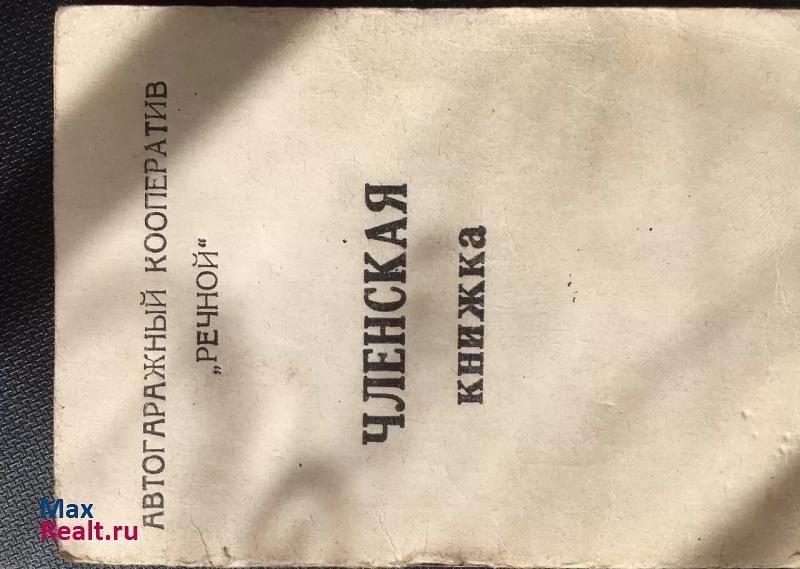 АВТОГАРАЖНЫЙ КООПЕРАТИВ
„РЕЧНОЙ“
ЧЛЕНСКАЯ
книжка
Max
Realt.ru